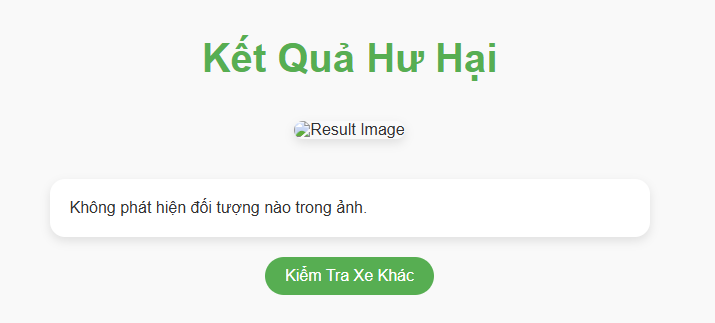 Kết Quả Hư Hại
Result Image
Không phát hiện đối tượng nào trong ảnh.
Kiểm Tra Xe Khác